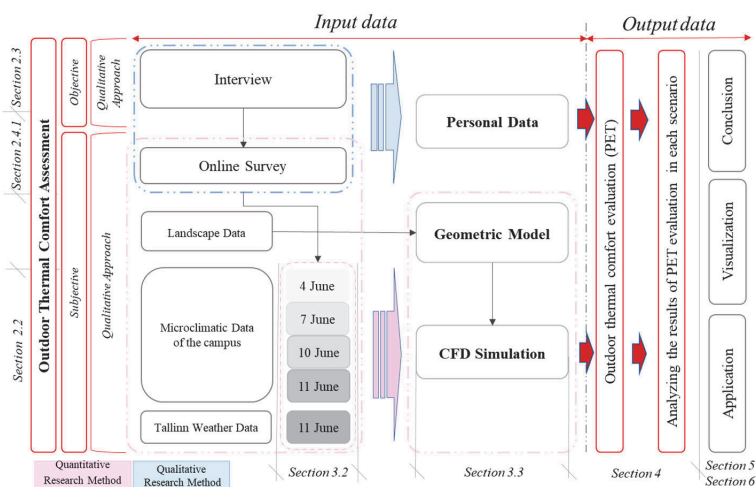 Input data
Output data
Section 2.3
Section 2.4.1
Section 2.2
Outdoor Thermal Comfort Assessment
Objective
Subjective
Qualitative
Approach
Qualitative Approach
Interview
Online Survey
Landscape Data
Microclimatic Data
of the campus
Tallinn Weather Data
4 June
7 June
10 June
11 June
11 June
Personal Data
Geometric Model
CFD Simulation
Outdoor thermal comfort evaluation (PET)
Analyzing the results of PET evaluation in each scenario
Conclusion
Visualization
Application
Quantitative
Research Method
Qualitative
Research Method
Section 3.2
Section 3.3
Section 4
Section 5
Section 6